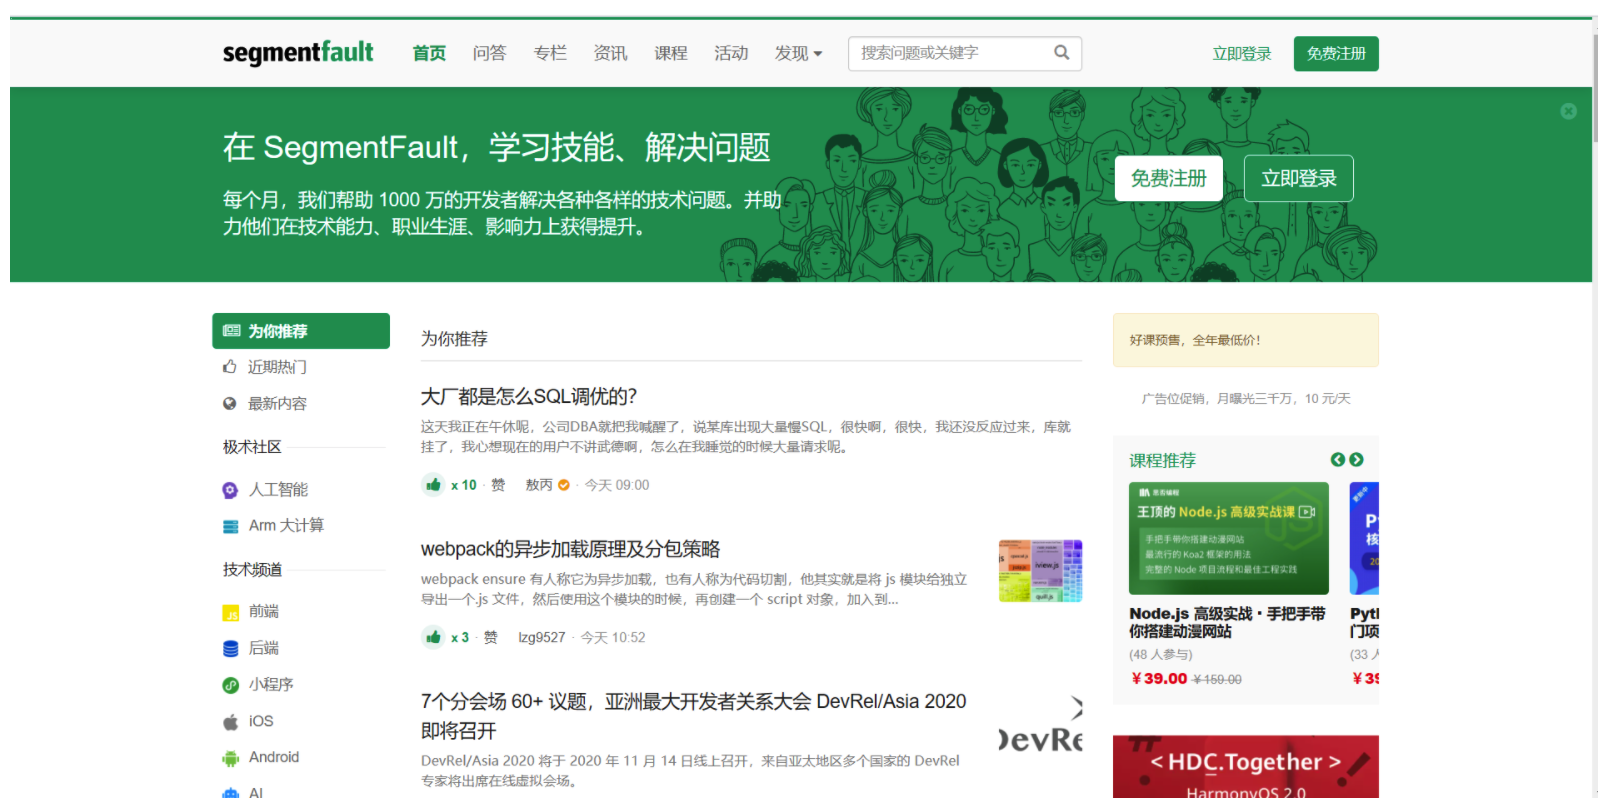 segmentfault 首页 问答 专栏 资讯 课程 活动 发现 搜索问题或关键字 立即登录 免费注册
在 SegmentFault，学习技能、解决问题
每个月，我们帮助 1000 万的开发者解决各种各样的技术问题。并助
力他们在技术能力、职业生涯、影响力上获得提升。
免费注册 立即登录
为你推荐
近期热门
最新内容
极术社区
人工智能
Arm 大计算
技术频道
前端
后端
小程序
iOS
Android
AI
为你推荐
大厂都是怎么SQL调优的？
这天我正在午休呢，公司DBA就把我喊醒了，说某库出现大量慢SQL，很快啊，很快，我还没反应过来，库就
挂了，我心想现在的用户不讲武德啊，怎么在我睡觉的时候大量请求呢。
x 10 · 赞 敖丙 · 今天 09:00
webpack的异步加载原理及分包策略
webpack ensure 有人称它为异步加载，也有人称为代码切割，他其实就是将 js 模块给独立
导出一个.js 文件，然后使用这个模块的时候，再创建一个 script 对象，加入到...
x 3 · 赞 lzg9527 · 今天 10:52
view.js
7个分会场 60+ 议题，亚洲最大开发者关系大会 DevRel/Asia 2020
即将召开
DevRel/Asia 2020 将于 2020 年 11 月 14 日线上召开，来自亚太地区多个国家的 DevRel
专家将出席在线虚拟会场。
DevRe
好课预售，全年最低价！
广告位促销，月曝光三千万，10 元/天
课程推荐
王顶的 Node.js 高级实战课
手把手带你搭建动漫网站
最流行的 Koa2 框架的用法
完整的 Node 项目流程和最佳工程实践
Node.js 高级实战 · 手把手带
你搭建动漫网站
(48 人参与)
￥39.00 ￥159.00
更新中
P
核
20
Pyt
门项
(33
￥39
< HDC.Together >
HarmonyOS 2.0